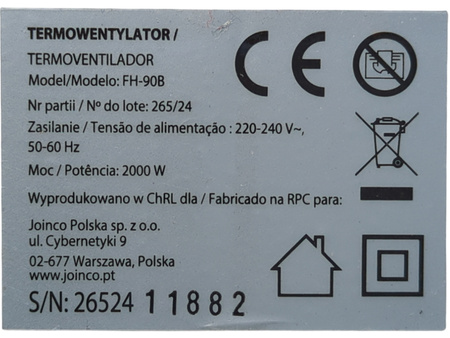 TERMOWENTYLATOR /
TERMOVENTILADOR
Model/Modelo: FH-90B
Nr partii / Nº do lote: 265/24
Zasilanie / Tensão de alimentação : 220-240 V~,
50-60 Hz
Moc / Potência: 2000 W
Wyprodukowano w ChRL dla / Fabricado na RPC para:
Joinco Polska sp. z o.o.
ul. Cybernetyki 9
02-677 Warszawa, Polska
www.joinco.pt
S/N: 26524 11882
CE